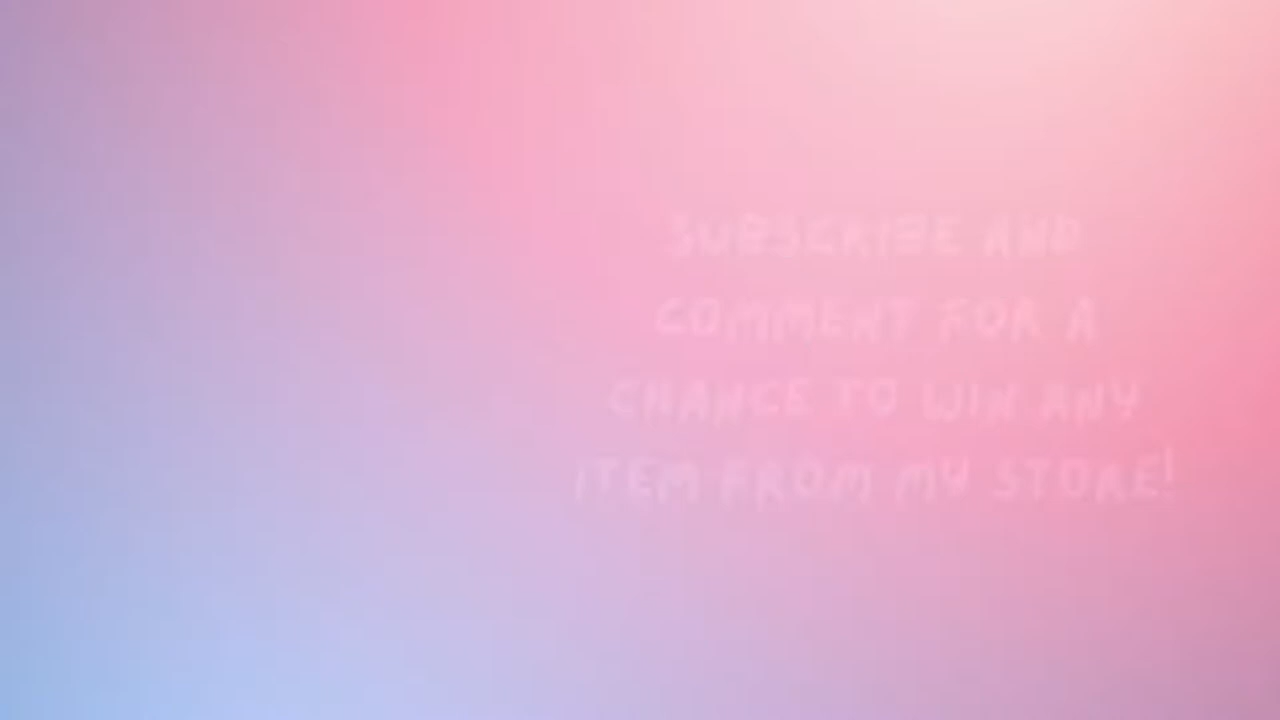 SUBSCRIBE AND
COMMENT FOR A
CHANCE TO WIN ANY
ITEM FROM MY STORE!